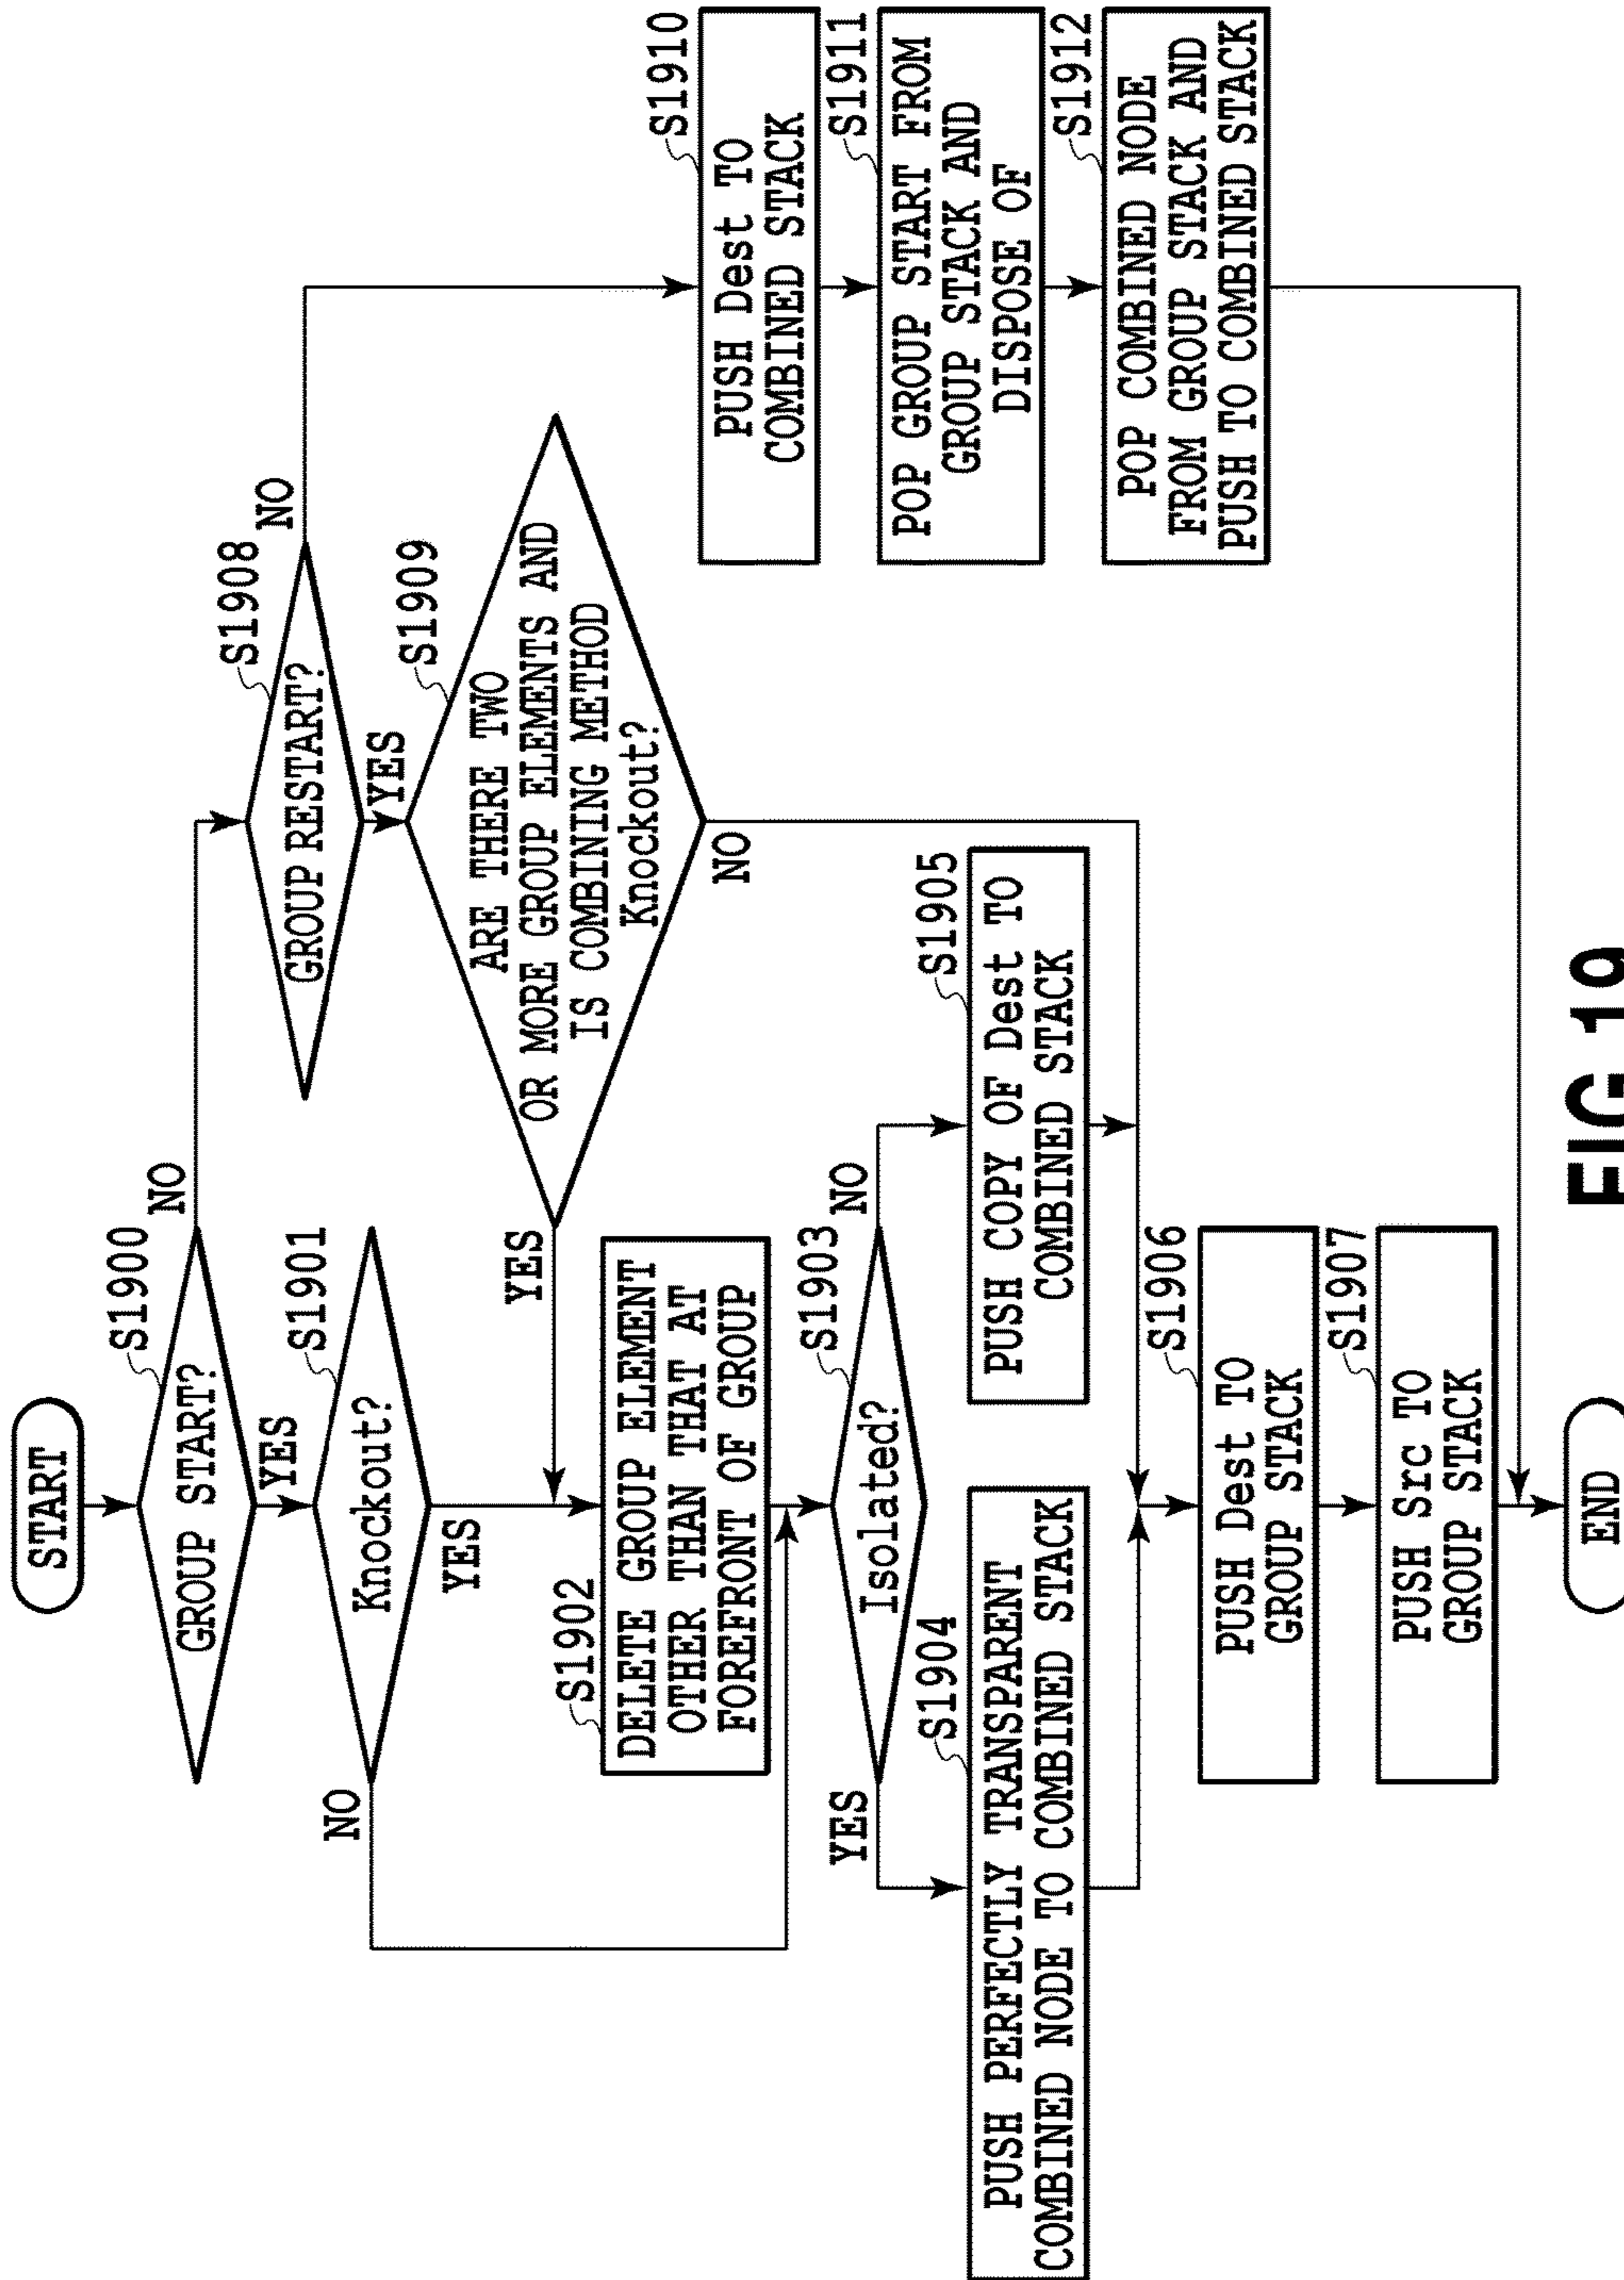 START
GROUP START?
S1900
NO
YES
Knockout?
S1901
NO
YES
S1902
DELETE GROUP ELEMENT
OTHER THAN THAT AT
FOREFRONT OF GROUP
Isolated?
S1903
YES
NO
S1904
PUSH PERFECTLY TRANSPARENT
COMBINED NODE TO COMBINED STACK
S1905
PUSH COPY OF Dest TO
COMBINED STACK
S1906
PUSH Dest TO
GROUP STACK
S1907
PUSH Src TO
GROUP STACK
END
GROUP RESTART?
S1908
NO
YES
S1909
ARE THERE TWO
OR MORE GROUP ELEMENTS AND
IS COMBINING METHOD
Knockout?
YES
NO
S1910
PUSH Dest TO
COMBINED STACK
S1911
POP GROUP START FROM
GROUP STACK AND
DISPOSE OF
S1912
POP COMBINED NODE
FROM GROUP STACK AND
PUSH TO COMBINED STACK
FIG.19